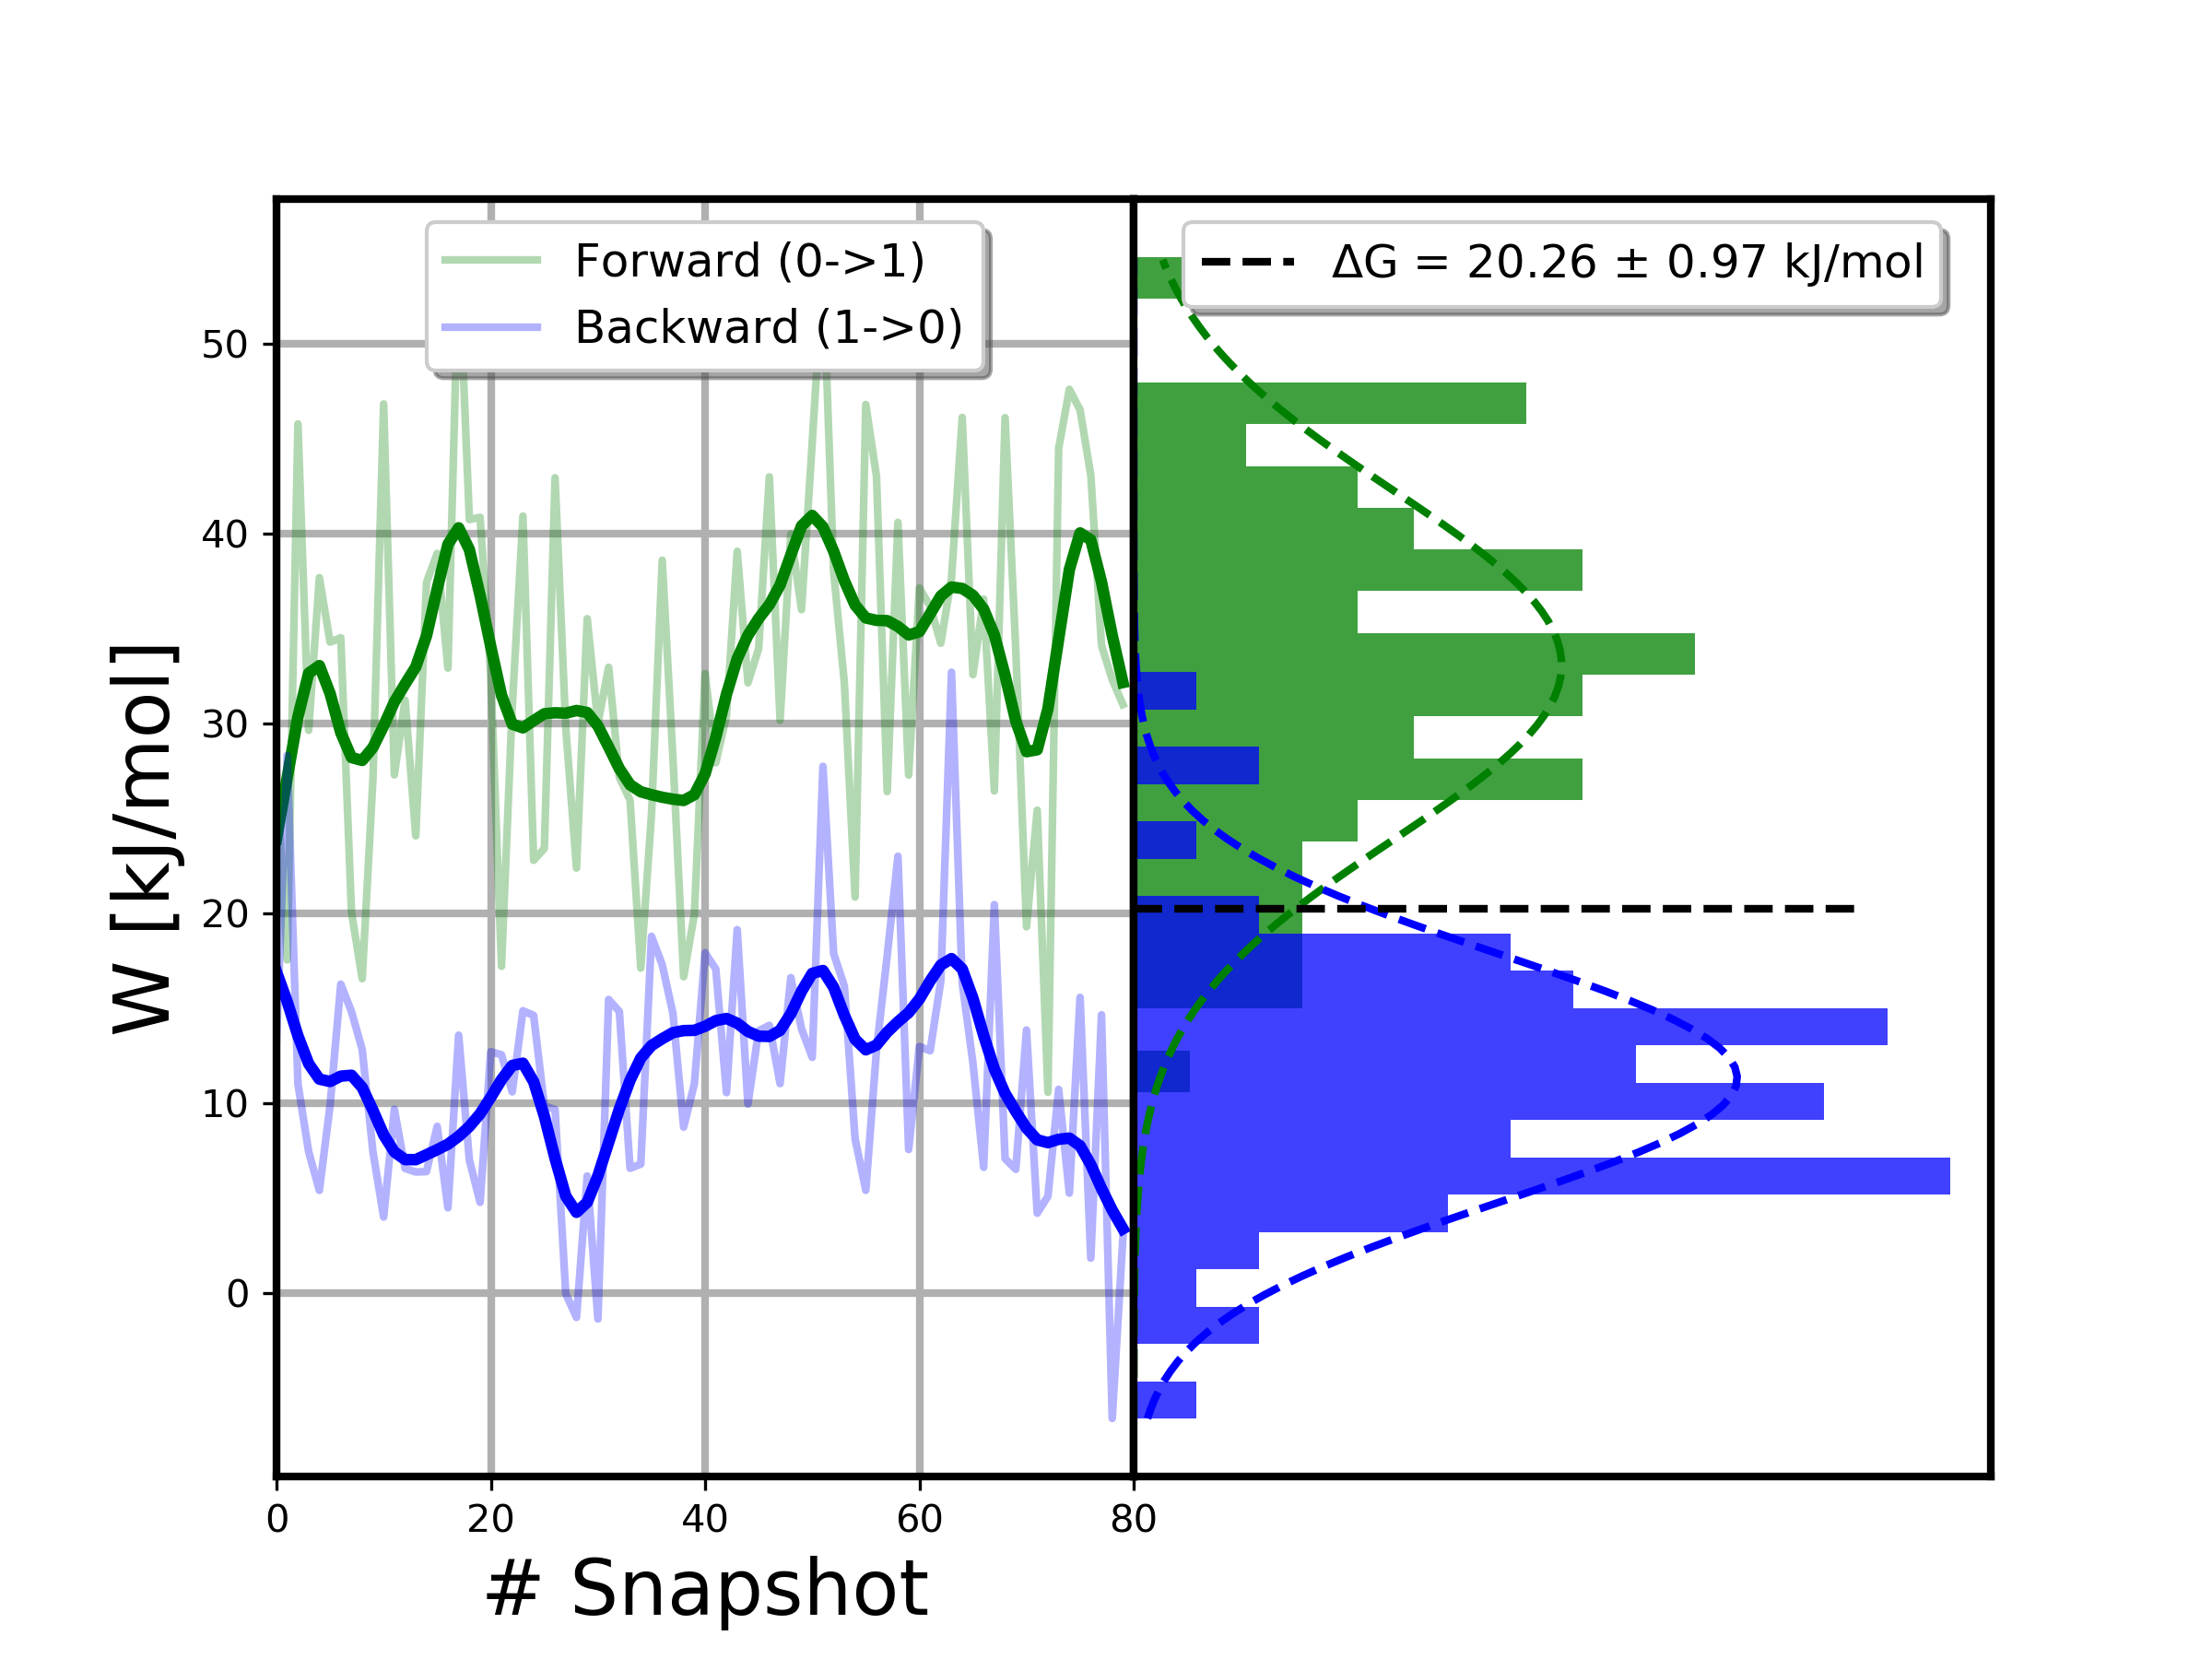 Forward (0->1)
Backward (1->0)
ΔG = 20.26 ± 0.97 kJ/mol
W [kJ/mol]
50
40
30
20
10
0
0 20 40 60 80
# Snapshot